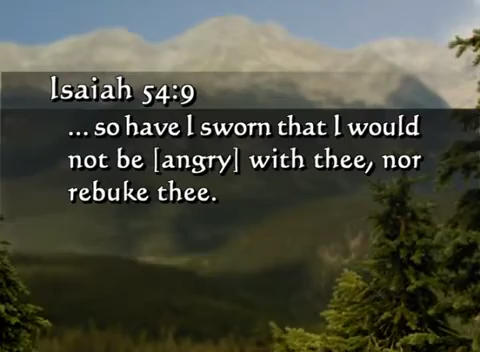 Isaiah 54:9
... so have I sworn that I would
not be [angry] with thee, nor
rebuke thee.